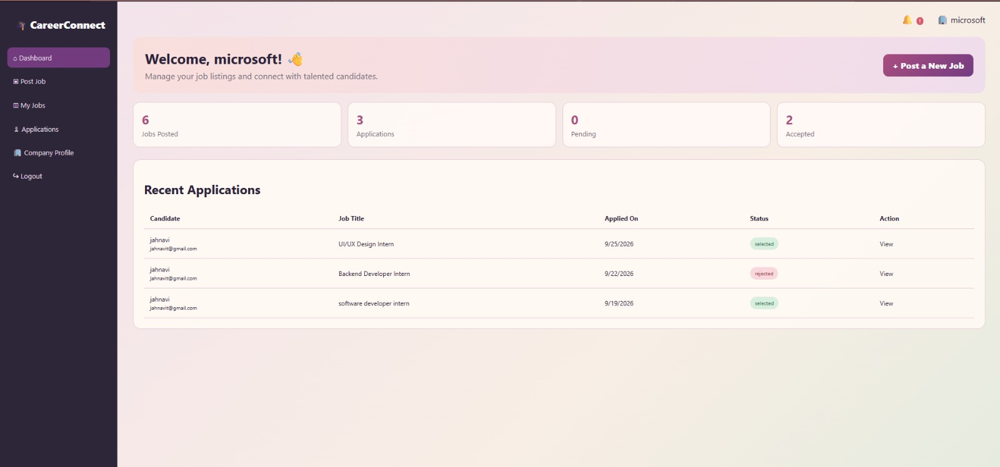 CareerConnect
Dashboard
Post Job
My Jobs
Applications
Company Profile
Logout
! microsoft
Welcome, microsoft! 👋
Manage your job listings and connect with talented candidates.
+ Post a New Job
6 3 0 2
Jobs Posted Applications Pending Accepted
Recent Applications
Candidate Job Title Applied On Status Action
jahnavi
jahnavit@gmail.com
UI/UX Design Intern 9/25/2026 selected View
jahnavi
jahnavit@gmail.com
Backend Developer Intern 9/22/2026 rejected View
jahnavi
jahnavit@gmail.com
software developer intern 9/19/2026 selected View